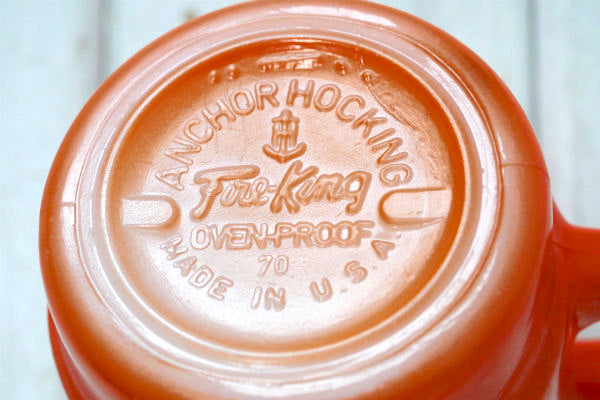 ANCHOR HOCKING
Fire-King
OVEN-PROOF
70
MADE IN U.S.A.